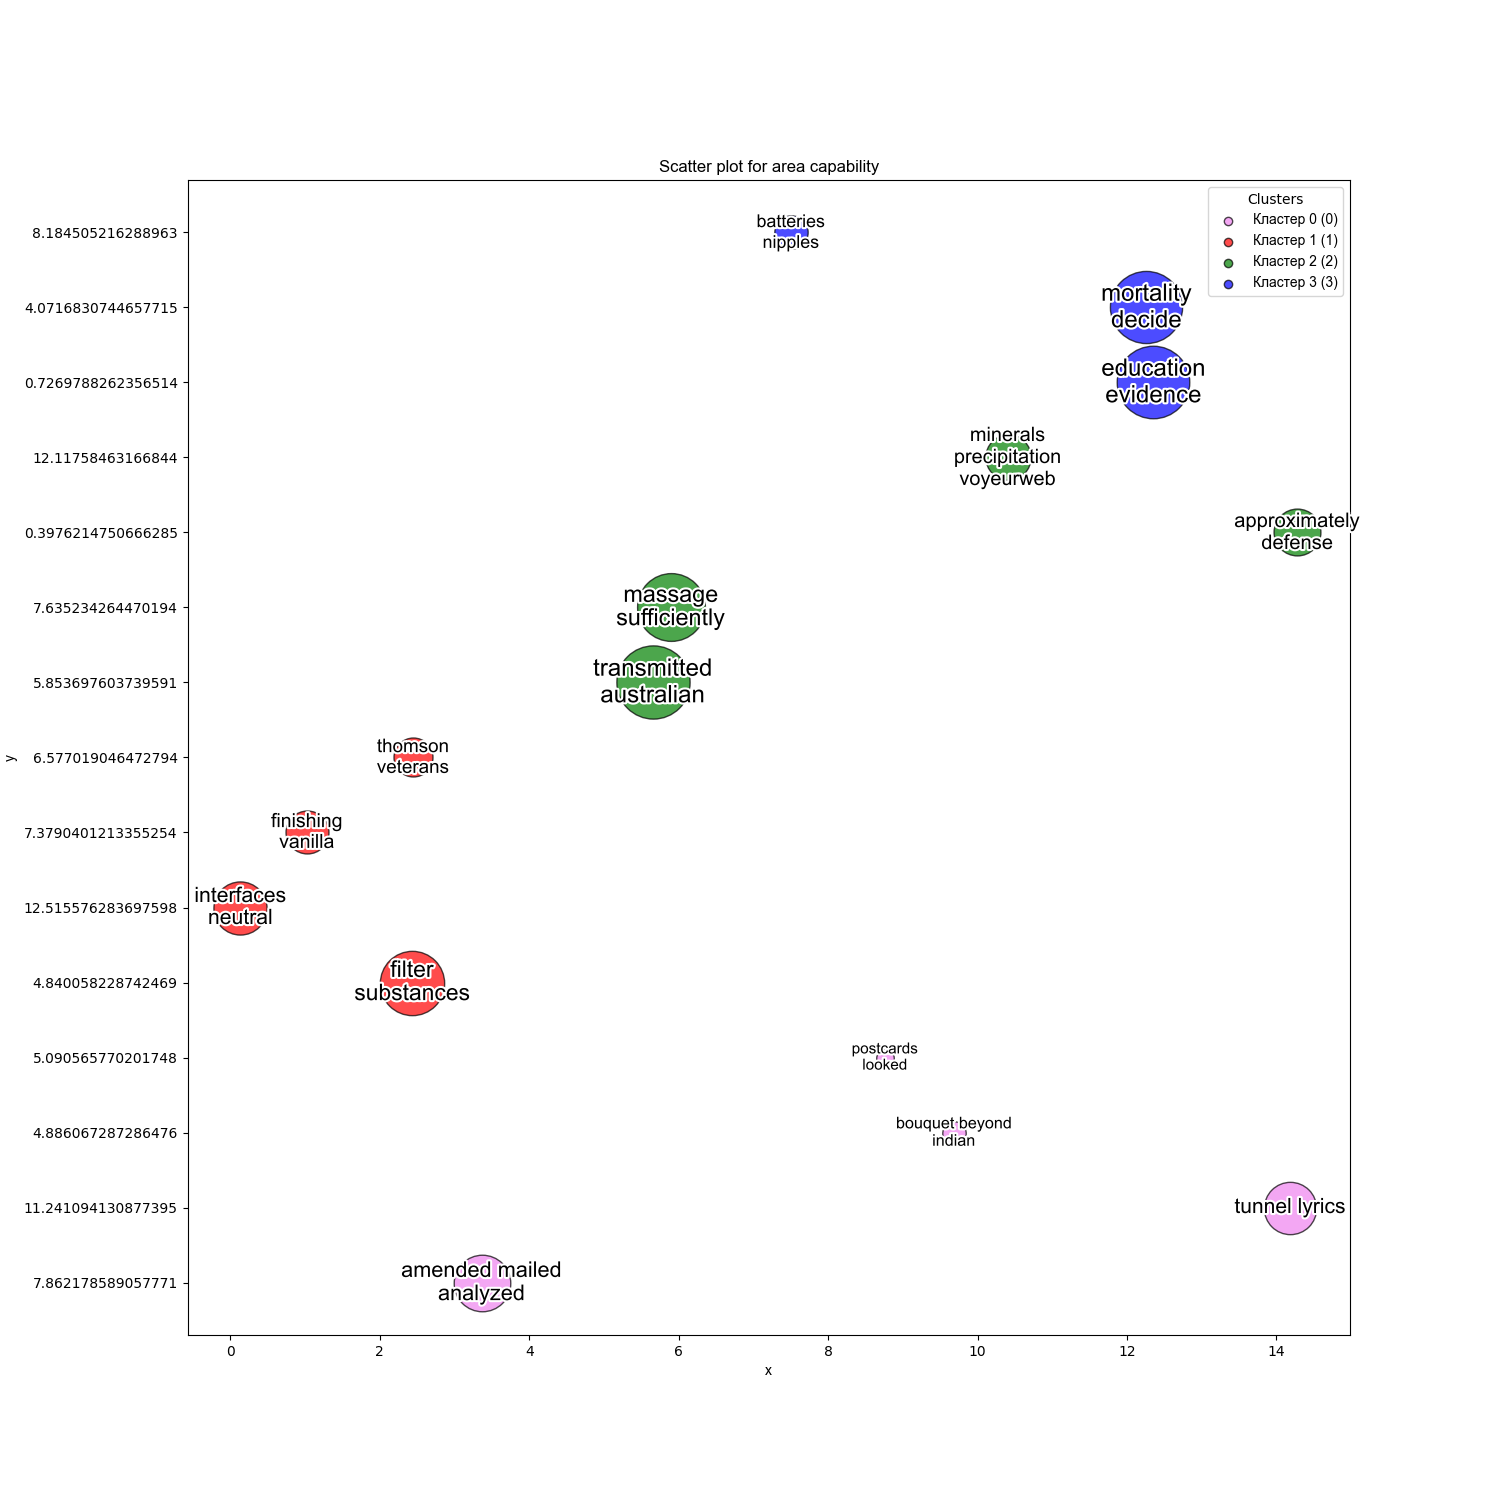 Scatter plot for area capability
Clusters
Кластер 0 (0)
Кластер 1 (1)
Кластер 2 (2)
Кластер 3 (3)
8.184505216288963
4.0716830744657715
0.7269788262356514
12.11758463166844
0.3976214750666285
7.635234264470194
5.853697603739591
6.577019046472794
7.3790401213355254
12.515576283697598
4.840058228742469
5.090565770201748
4.886067287286476
11.241094130877395
7.862178589057771
y
batteries
nipples
mortality
decide
education
evidence
minerals
precipitation
voyeurweb
approximately
defense
massage
sufficiently
transmitted
australian
thomson
veterans
finishing
vanilla
interfaces
neutral
filter
substances
postcards
looked
bouquet beyond
indian
tunnel lyrics
amended mailed
analyzed
0 2 4 6 8 10 12 14
x